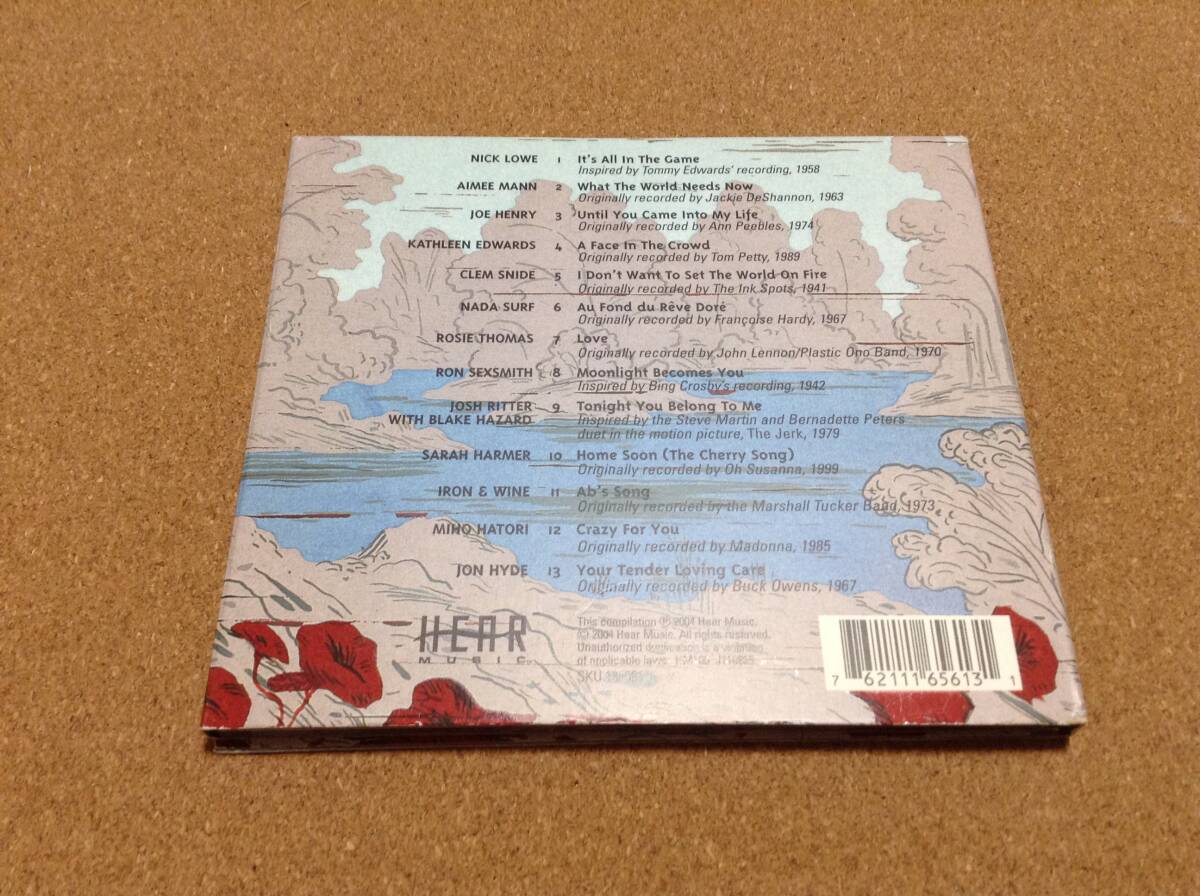 NICK LOWE 1 It's All In The Game
Inspired by Tommy Edwards' recording, 1958
AIMEE MANN 2 What The World Needs Now
Originally recorded by Jackie DeShannon, 1963
JOE HENRY 3 Until You Came Into My Life
Originally recorded by Ann Peebles, 1974
KATHLEEN EDWARDS 4 A Face In The Crowd
Originally recorded by Tom Petty, 1989
CLEM SNIDE 5 I Don't Want To Set The World On Fire
Originally recorded by The Ink Spots, 1941
NADA SURF 6 Au Fond du Rêve Doré
Originally recorded by Françoise Hardy, 1967
ROSIE THOMAS 7 Love
Originally recorded by John Lennon/Plastic Ono Band, 1970
RON SEXSMITH 8 Moonlight Becomes You
Inspired by Bing Crosby's recording, 1942
JOSH RITTER 9 Tonight You Belong To Me
WITH BLAKE HAZARD Inspired by the Steve Martin and Bernadette Peters
duet in the motion picture, The Jerk, 1979
SARAH HARMER 10 Home Soon (The Cherry Song)
Originally recorded by Oh Susanna, 1999
IRON & WINE 11 Ab's Song
Originally recorded by the Marshall Tucker Band, 1973
MIHO HATORI 12 Crazy For You
Originally recorded by Madonna, 1985
JON HYDE 13 Your Tender Loving Care
Originally recorded by Buck Owens, 1967
HEAR
MUSIC
This compilation ℗ 2004 Hear Music.
© 2004 Hear Music. All rights reserved.
Unauthorized duplication is a violation
of applicable laws.
SKU
7 62111 65613 1